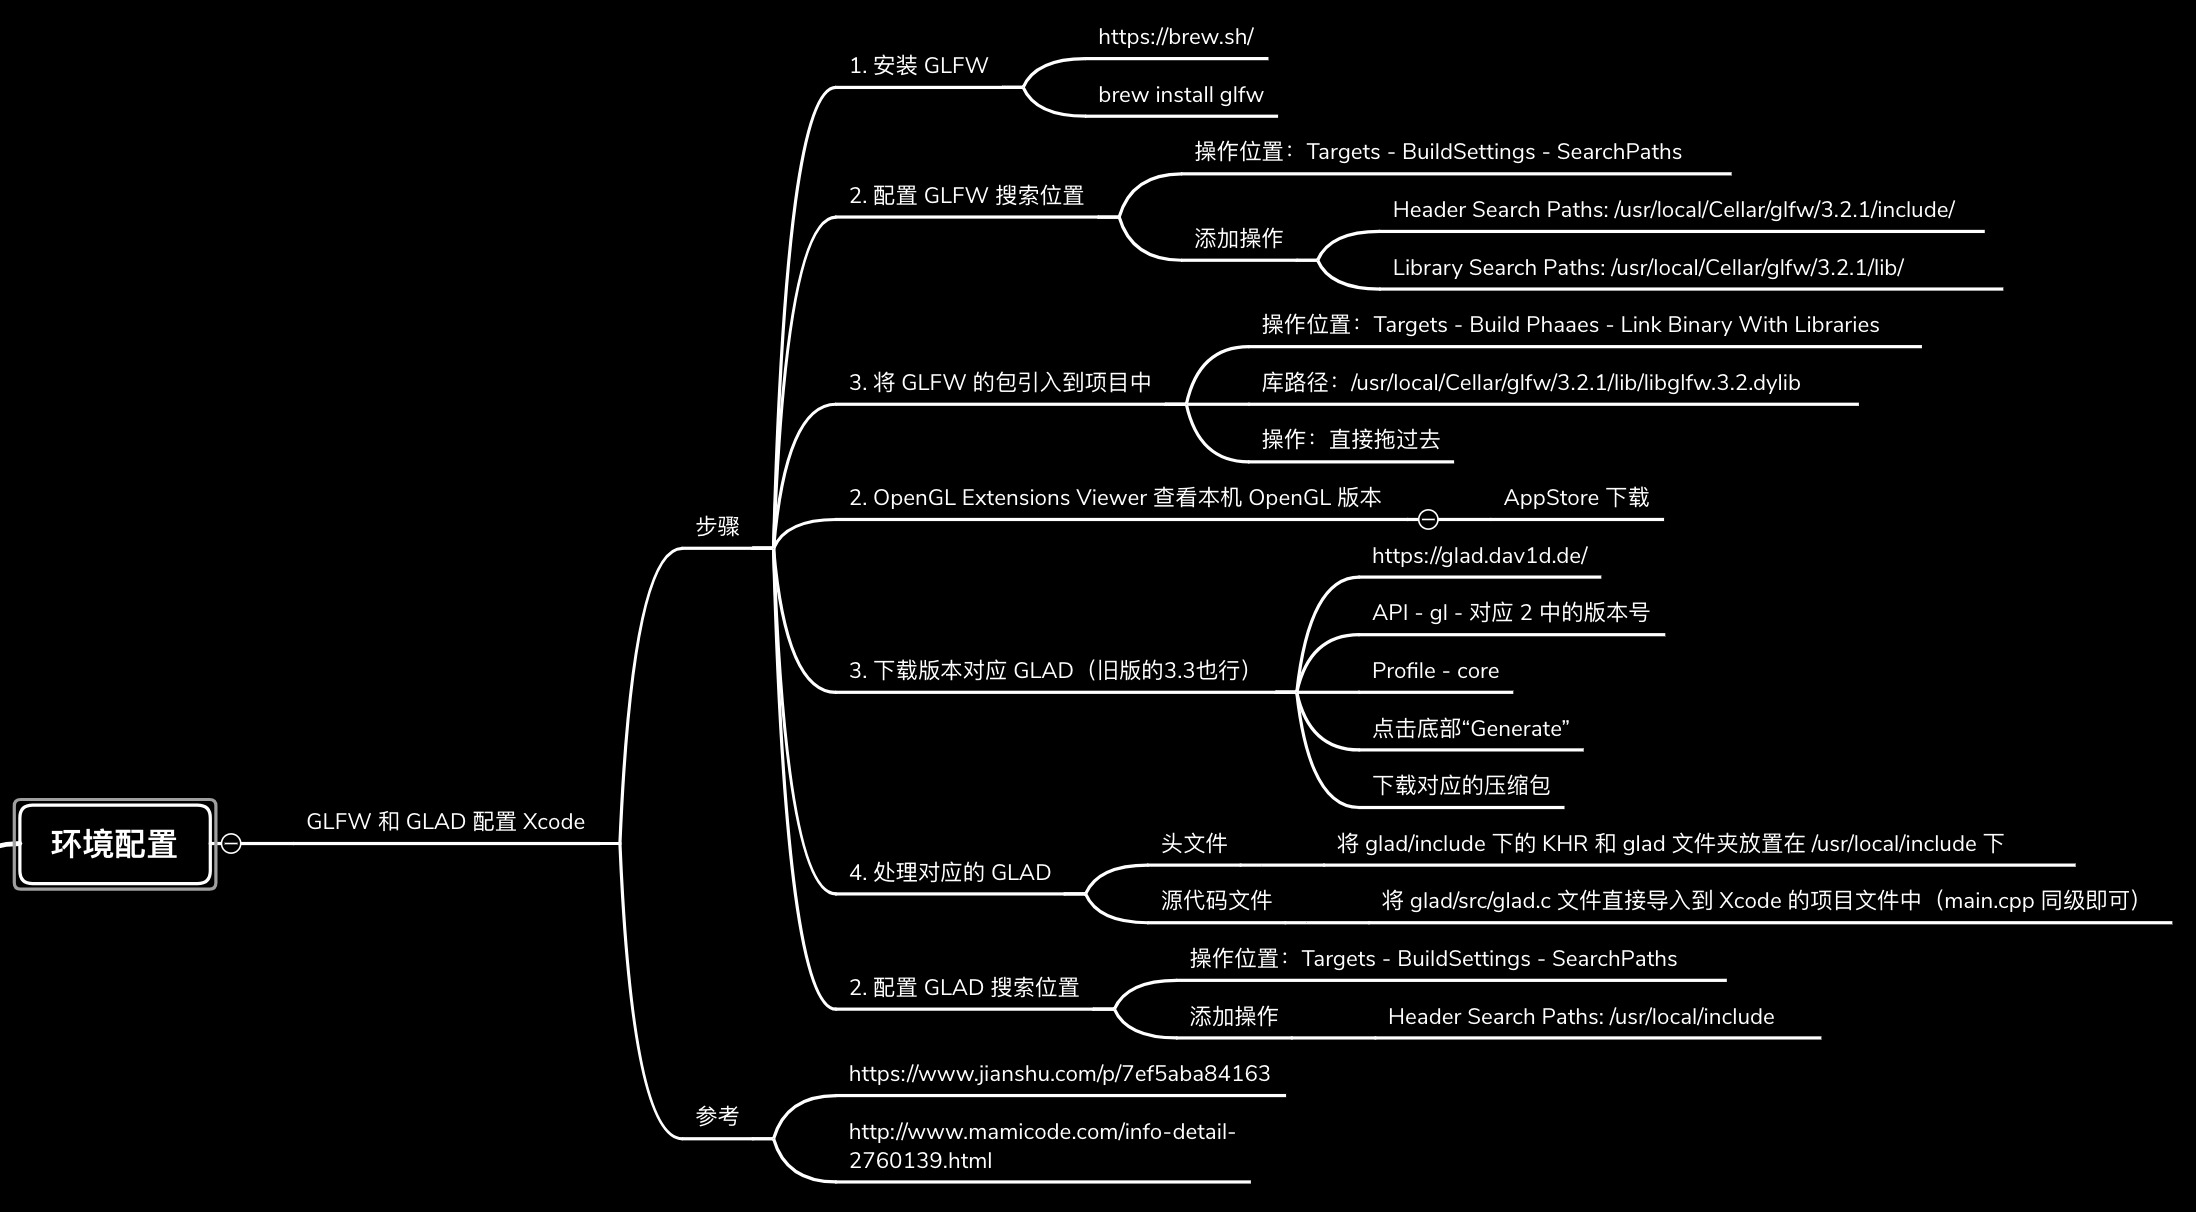 https://brew.sh/
1. 安装 GLFW
brew install glfw
操作位置：Targets - BuildSettings - SearchPaths
2. 配置 GLFW 搜索位置
Header Search Paths: /usr/local/Cellar/glfw/3.2.1/include/
添加操作
Library Search Paths: /usr/local/Cellar/glfw/3.2.1/lib/
操作位置：Targets - Build Phaaes - Link Binary With Libraries
3. 将 GLFW 的包引入到项目中
库路径：/usr/local/Cellar/glfw/3.2.1/lib/libglfw.3.2.dylib
操作：直接拖过去
2. OpenGL Extensions Viewer 查看本机 OpenGL 版本
AppStore 下载
步骤
https://glad.dav1d.de/
API - gl - 对应 2 中的版本号
3. 下载版本对应 GLAD（旧版的3.3也行）
Profile - core
点击底部“Generate”
下载对应的压缩包
环境配置
GLFW 和 GLAD 配置 Xcode
4. 处理对应的 GLAD
头文件
将 glad/include 下的 KHR 和 glad 文件夹放置在 /usr/local/include 下
源代码文件
将 glad/src/glad.c 文件直接导入到 Xcode 的项目文件中（main.cpp 同级即可）
操作位置：Targets - BuildSettings - SearchPaths
2. 配置 GLAD 搜索位置
添加操作
Header Search Paths: /usr/local/include
参考
https://www.jianshu.com/p/7ef5aba84163
http://www.mamicode.com/info-detail-
2760139.html